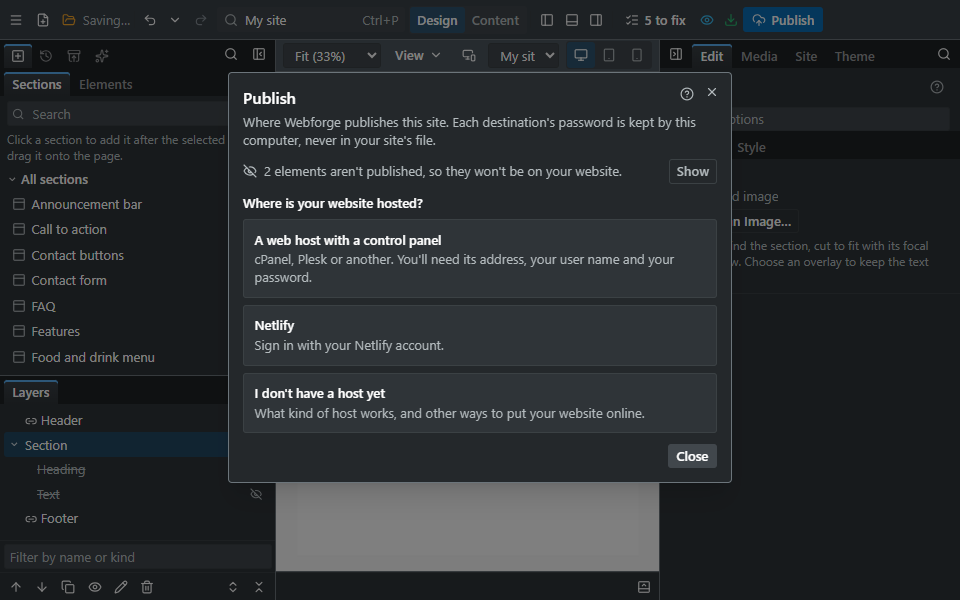 Saving...
My site
Ctrl+P
Design
Content
5 to fix
Publish
Fit (33%)
View
My sit
Edit
Media
Site
Theme
Sections
Elements
Search
Click a section to add it after the selected
drag it onto the page.
All sections
Announcement bar
Call to action
Contact buttons
Contact form
FAQ
Features
Food and drink menu
Layers
Header
Section
Heading
Text
Footer
Filter by name or kind
Publish
Where Webforge publishes this site. Each destination's password is kept by this
computer, never in your site's file.
2 elements aren't published, so they won't be on your website.
Show
Where is your website hosted?
A web host with a control panel
cPanel, Plesk or another. You'll need its address, your user name and your
password.
Netlify
Sign in with your Netlify account.
I don't have a host yet
What kind of host works, and other ways to put your website online.
Close
Style
image
Image...
the section, cut to fit with its focal
Choose an overlay to keep the text